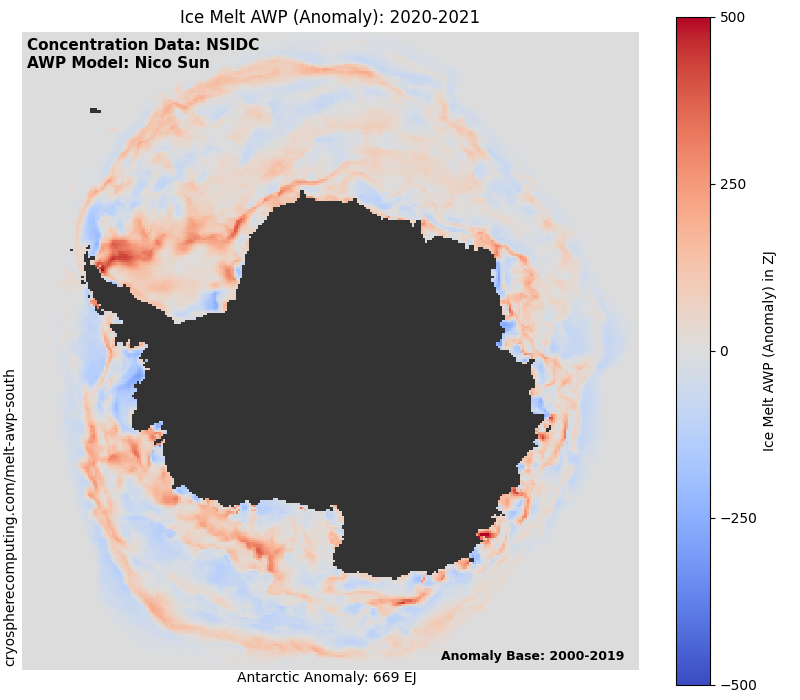 Ice Melt AWP (Anomaly): 2020-2021
Concentration Data: NSIDC
AWP Model: Nico Sun
500
250
0
−250
−500
Ice Melt AWP (Anomaly) in ZJ
cryospherecomputing.com/melt-awp-south
Anomaly Base: 2000-2019
Antarctic Anomaly: 669 EJ